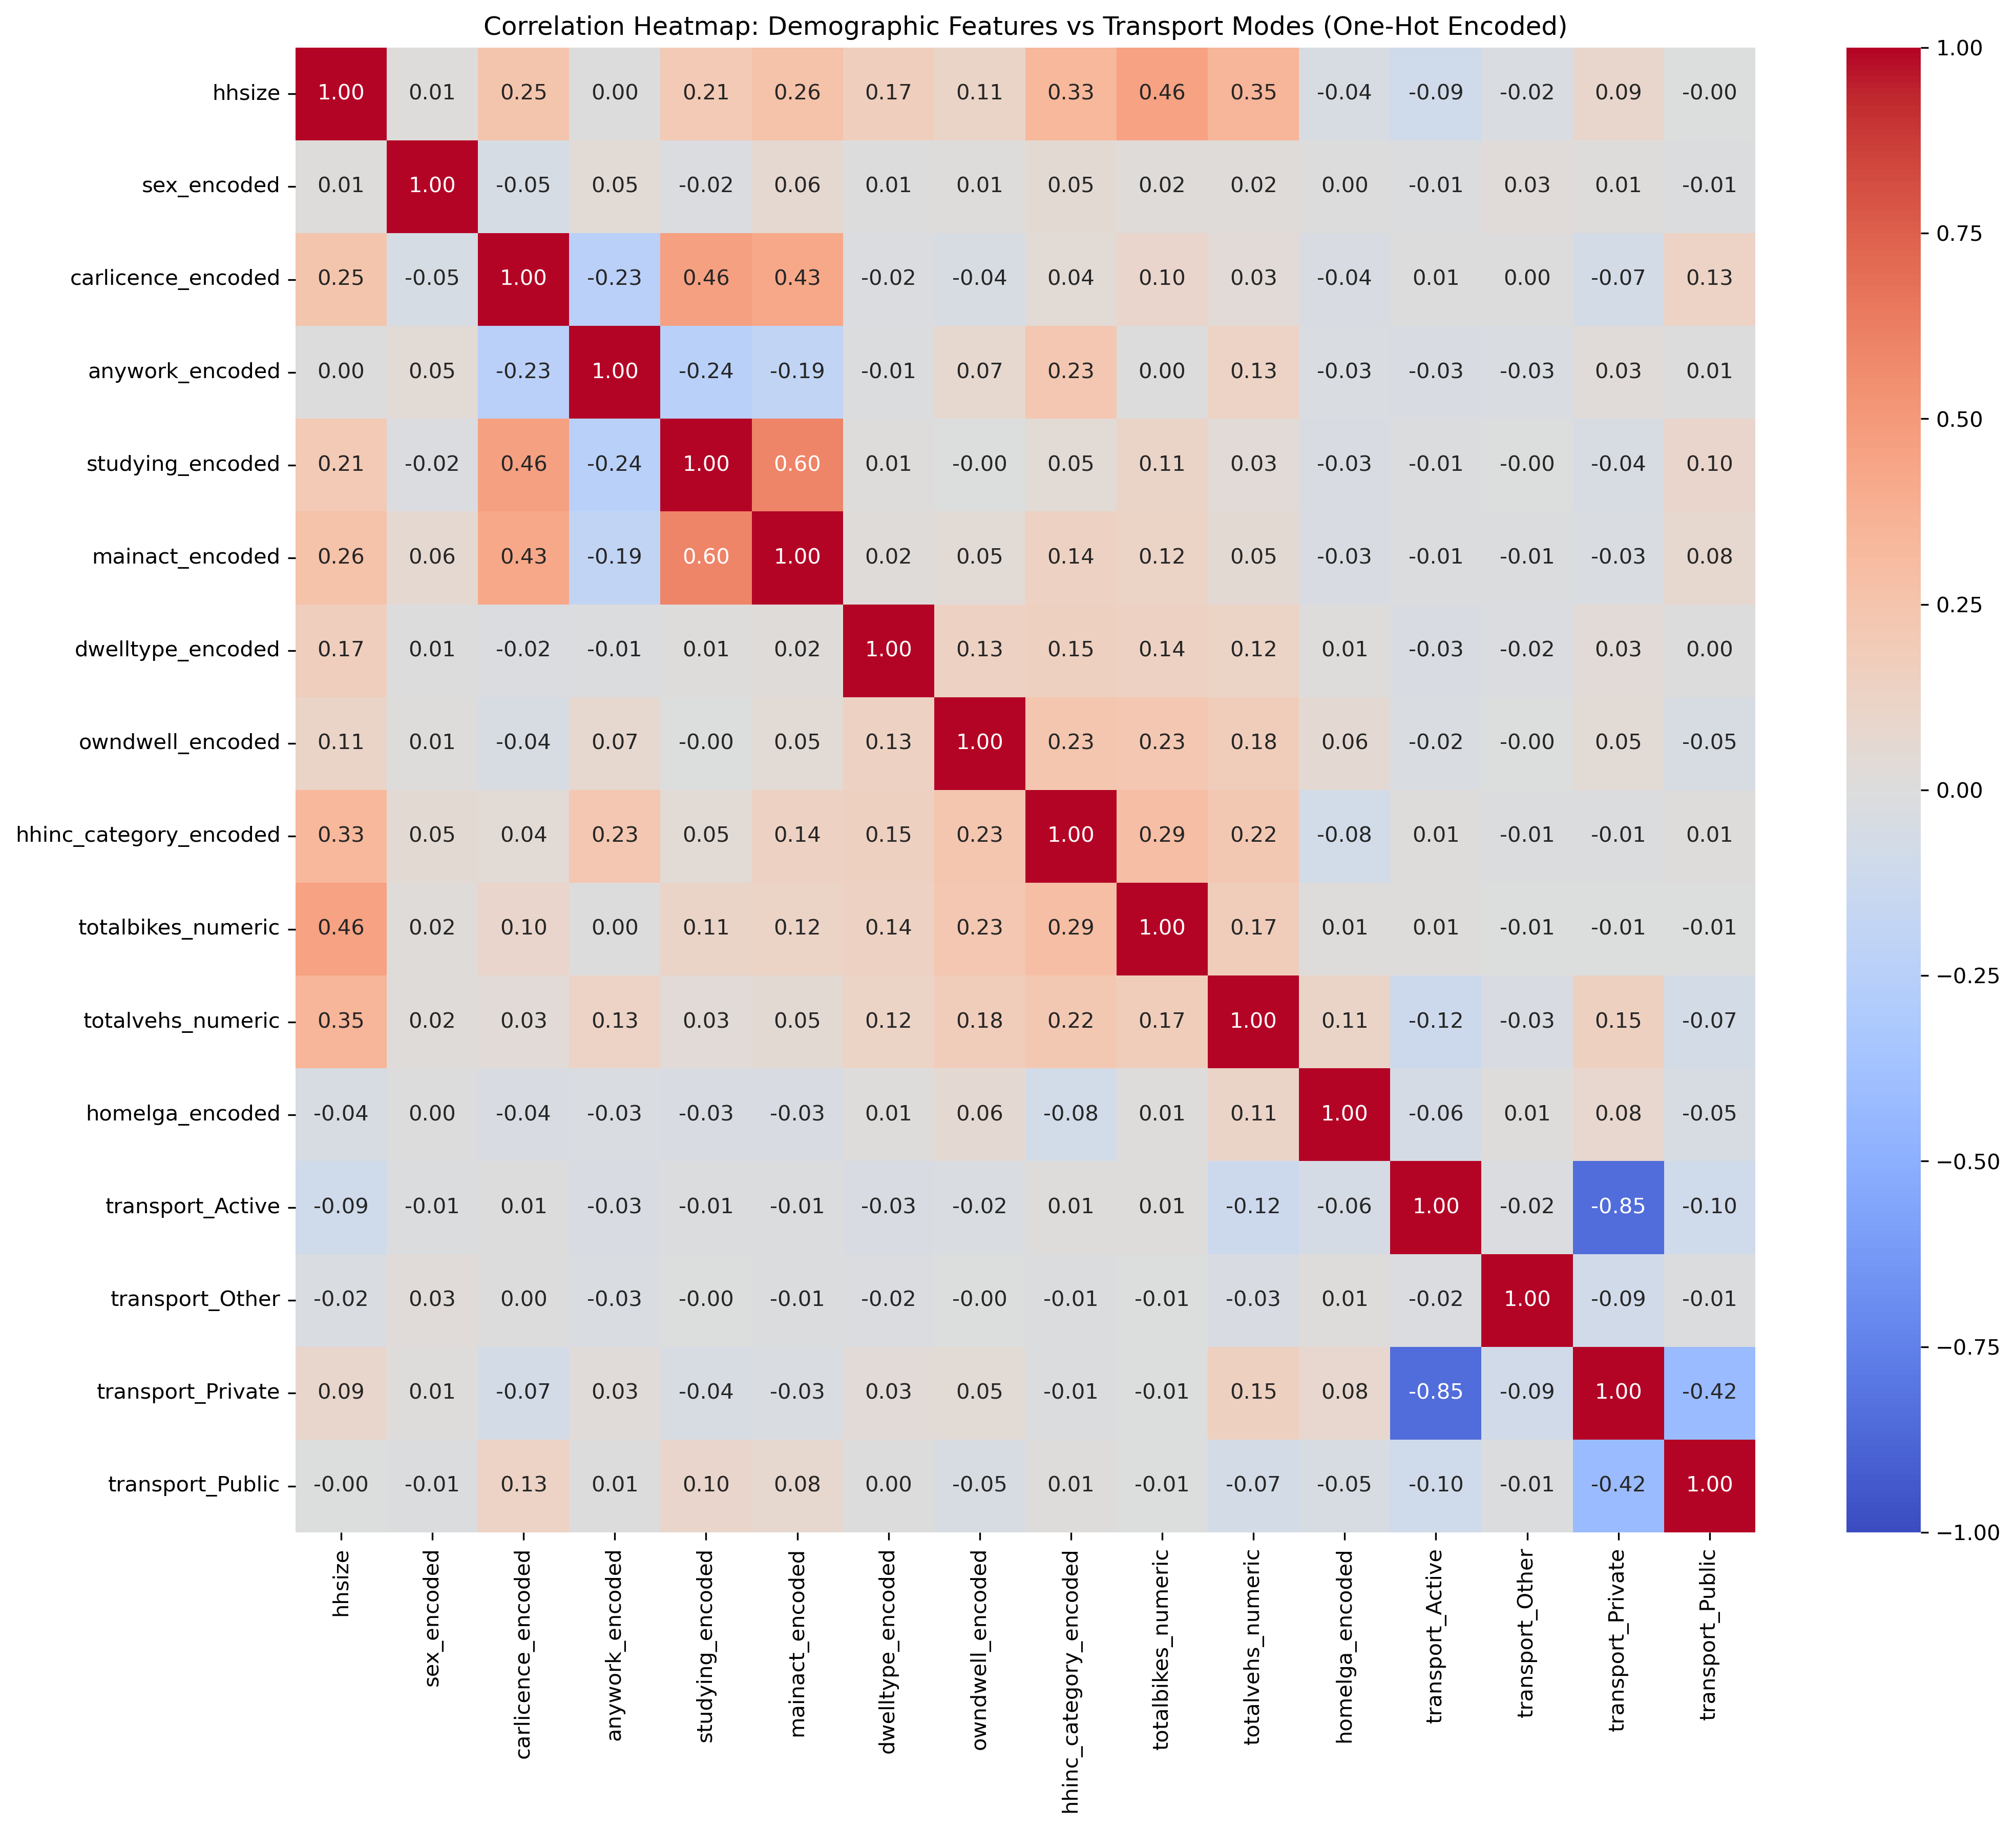 Correlation Heatmap: Demographic Features vs Transport Modes (One-Hot Encoded)
hhsize 1.00 0.01 0.25 0.00 0.21 0.26 0.17 0.11 0.33 0.46 0.35 -0.04 -0.09 -0.02 0.09 -0.00
sex_encoded 0.01 1.00 -0.05 0.05 -0.02 0.06 0.01 0.01 0.05 0.02 0.02 0.00 -0.01 0.03 0.01 -0.01
carlicence_encoded 0.25 -0.05 1.00 -0.23 0.46 0.43 -0.02 -0.04 0.04 0.10 0.03 -0.04 0.01 0.00 -0.07 0.13
anywork_encoded 0.00 0.05 -0.23 1.00 -0.24 -0.19 -0.01 0.07 0.23 0.00 0.13 -0.03 -0.03 -0.03 0.03 0.01
studying_encoded 0.21 -0.02 0.46 -0.24 1.00 0.60 0.01 -0.00 0.05 0.11 0.03 -0.03 -0.01 -0.00 -0.04 0.10
mainact_encoded 0.26 0.06 0.43 -0.19 0.60 1.00 0.02 0.05 0.14 0.12 0.05 -0.03 -0.01 -0.01 -0.03 0.08
dwelltype_encoded 0.17 0.01 -0.02 -0.01 0.01 0.02 1.00 0.13 0.15 0.14 0.12 0.01 -0.03 -0.02 0.03 0.00
owndwell_encoded 0.11 0.01 -0.04 0.07 -0.00 0.05 0.13 1.00 0.23 0.23 0.18 0.06 -0.02 -0.00 0.05 -0.05
hhinc_category_encoded 0.33 0.05 0.04 0.23 0.05 0.14 0.15 0.23 1.00 0.29 0.22 -0.08 0.01 -0.01 -0.01 0.01
totalbikes_numeric 0.46 0.02 0.10 0.00 0.11 0.12 0.14 0.23 0.29 1.00 0.17 0.01 0.01 -0.01 -0.01 -0.01
totalvehs_numeric 0.35 0.02 0.03 0.13 0.03 0.05 0.12 0.18 0.22 0.17 1.00 0.11 -0.12 -0.03 0.15 -0.07
homelga_encoded -0.04 0.00 -0.04 -0.03 -0.03 -0.03 0.01 0.06 -0.08 0.01 0.11 1.00 -0.06 0.01 0.08 -0.05
transport_Active -0.09 -0.01 0.01 -0.03 -0.01 -0.01 -0.03 -0.02 0.01 0.01 -0.12 -0.06 1.00 -0.02 -0.85 -0.10
transport_Other -0.02 0.03 0.00 -0.03 -0.00 -0.01 -0.02 -0.00 -0.01 -0.01 -0.03 0.01 -0.02 1.00 -0.09 -0.01
transport_Private 0.09 0.01 -0.07 0.03 -0.04 -0.03 0.03 0.05 -0.01 -0.01 0.15 0.08 -0.85 -0.09 1.00 -0.42
transport_Public -0.00 -0.01 0.13 0.01 0.10 0.08 0.00 -0.05 0.01 -0.01 -0.07 -0.05 -0.10 -0.01 -0.42 1.00
hhsize
sex_encoded
carlicence_encoded
anywork_encoded
studying_encoded
mainact_encoded
dwelltype_encoded
owndwell_encoded
hhinc_category_encoded
totalbikes_numeric
totalvehs_numeric
homelga_encoded
transport_Active
transport_Other
transport_Private
transport_Public
1.00
0.75
0.50
0.25
0.00
−0.25
−0.50
−0.75
−1.00